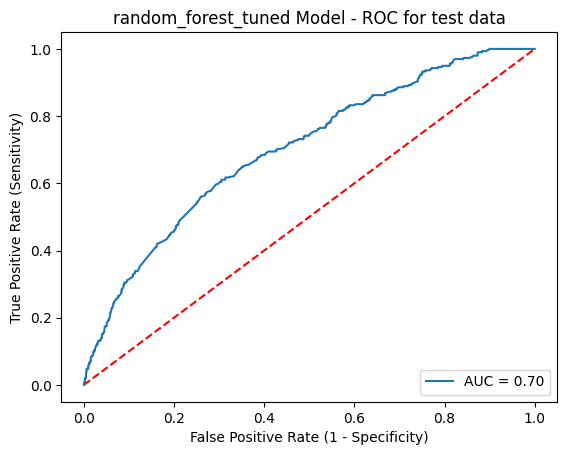 random_forest_tuned Model - ROC for test data
True Positive Rate (Sensitivity)
1.0
0.8
0.6
0.4
0.2
0.0
AUC = 0.70
0.0 0.2 0.4 0.6 0.8 1.0
False Positive Rate (1 - Specificity)